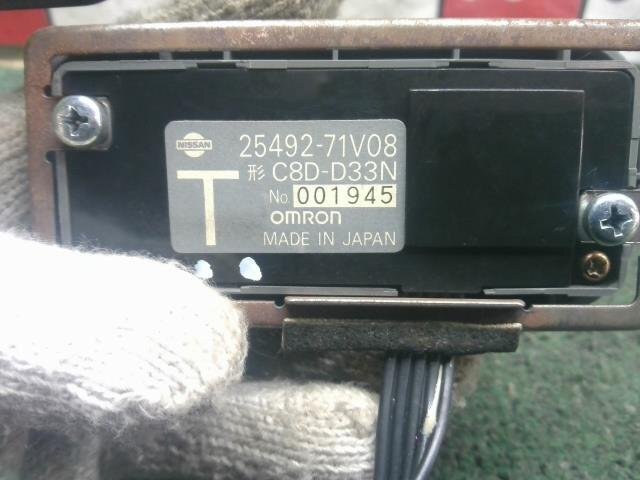 NISSAN 25492-71V08
T 形 C8D-D33N
No. 001945
omron
MADE IN JAPAN